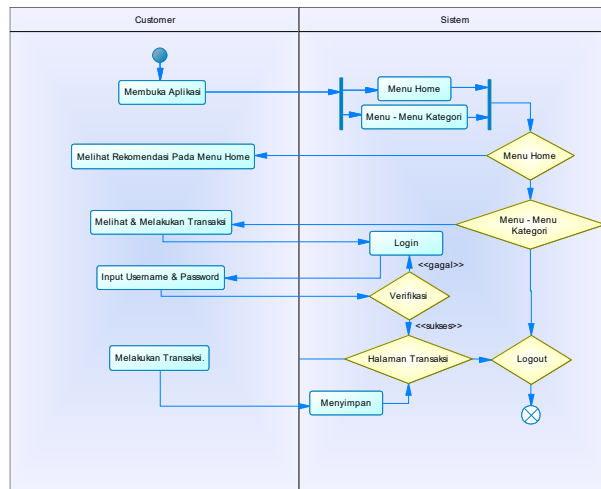 Customer
Sistem
Membuka Aplikasi
Menu Home
Menu - Menu Kategori
Melihat Rekomendasi Pada Menu Home
Menu Home
Melihat & Melakukan Transaksi
Menu - Menu
Kategori
Login
<<gagal>>
Input Username & Password
Verifikasi
<<sukses>>
Melakukan Transaksi.
Halaman Transaksi
Logout
Menyimpan